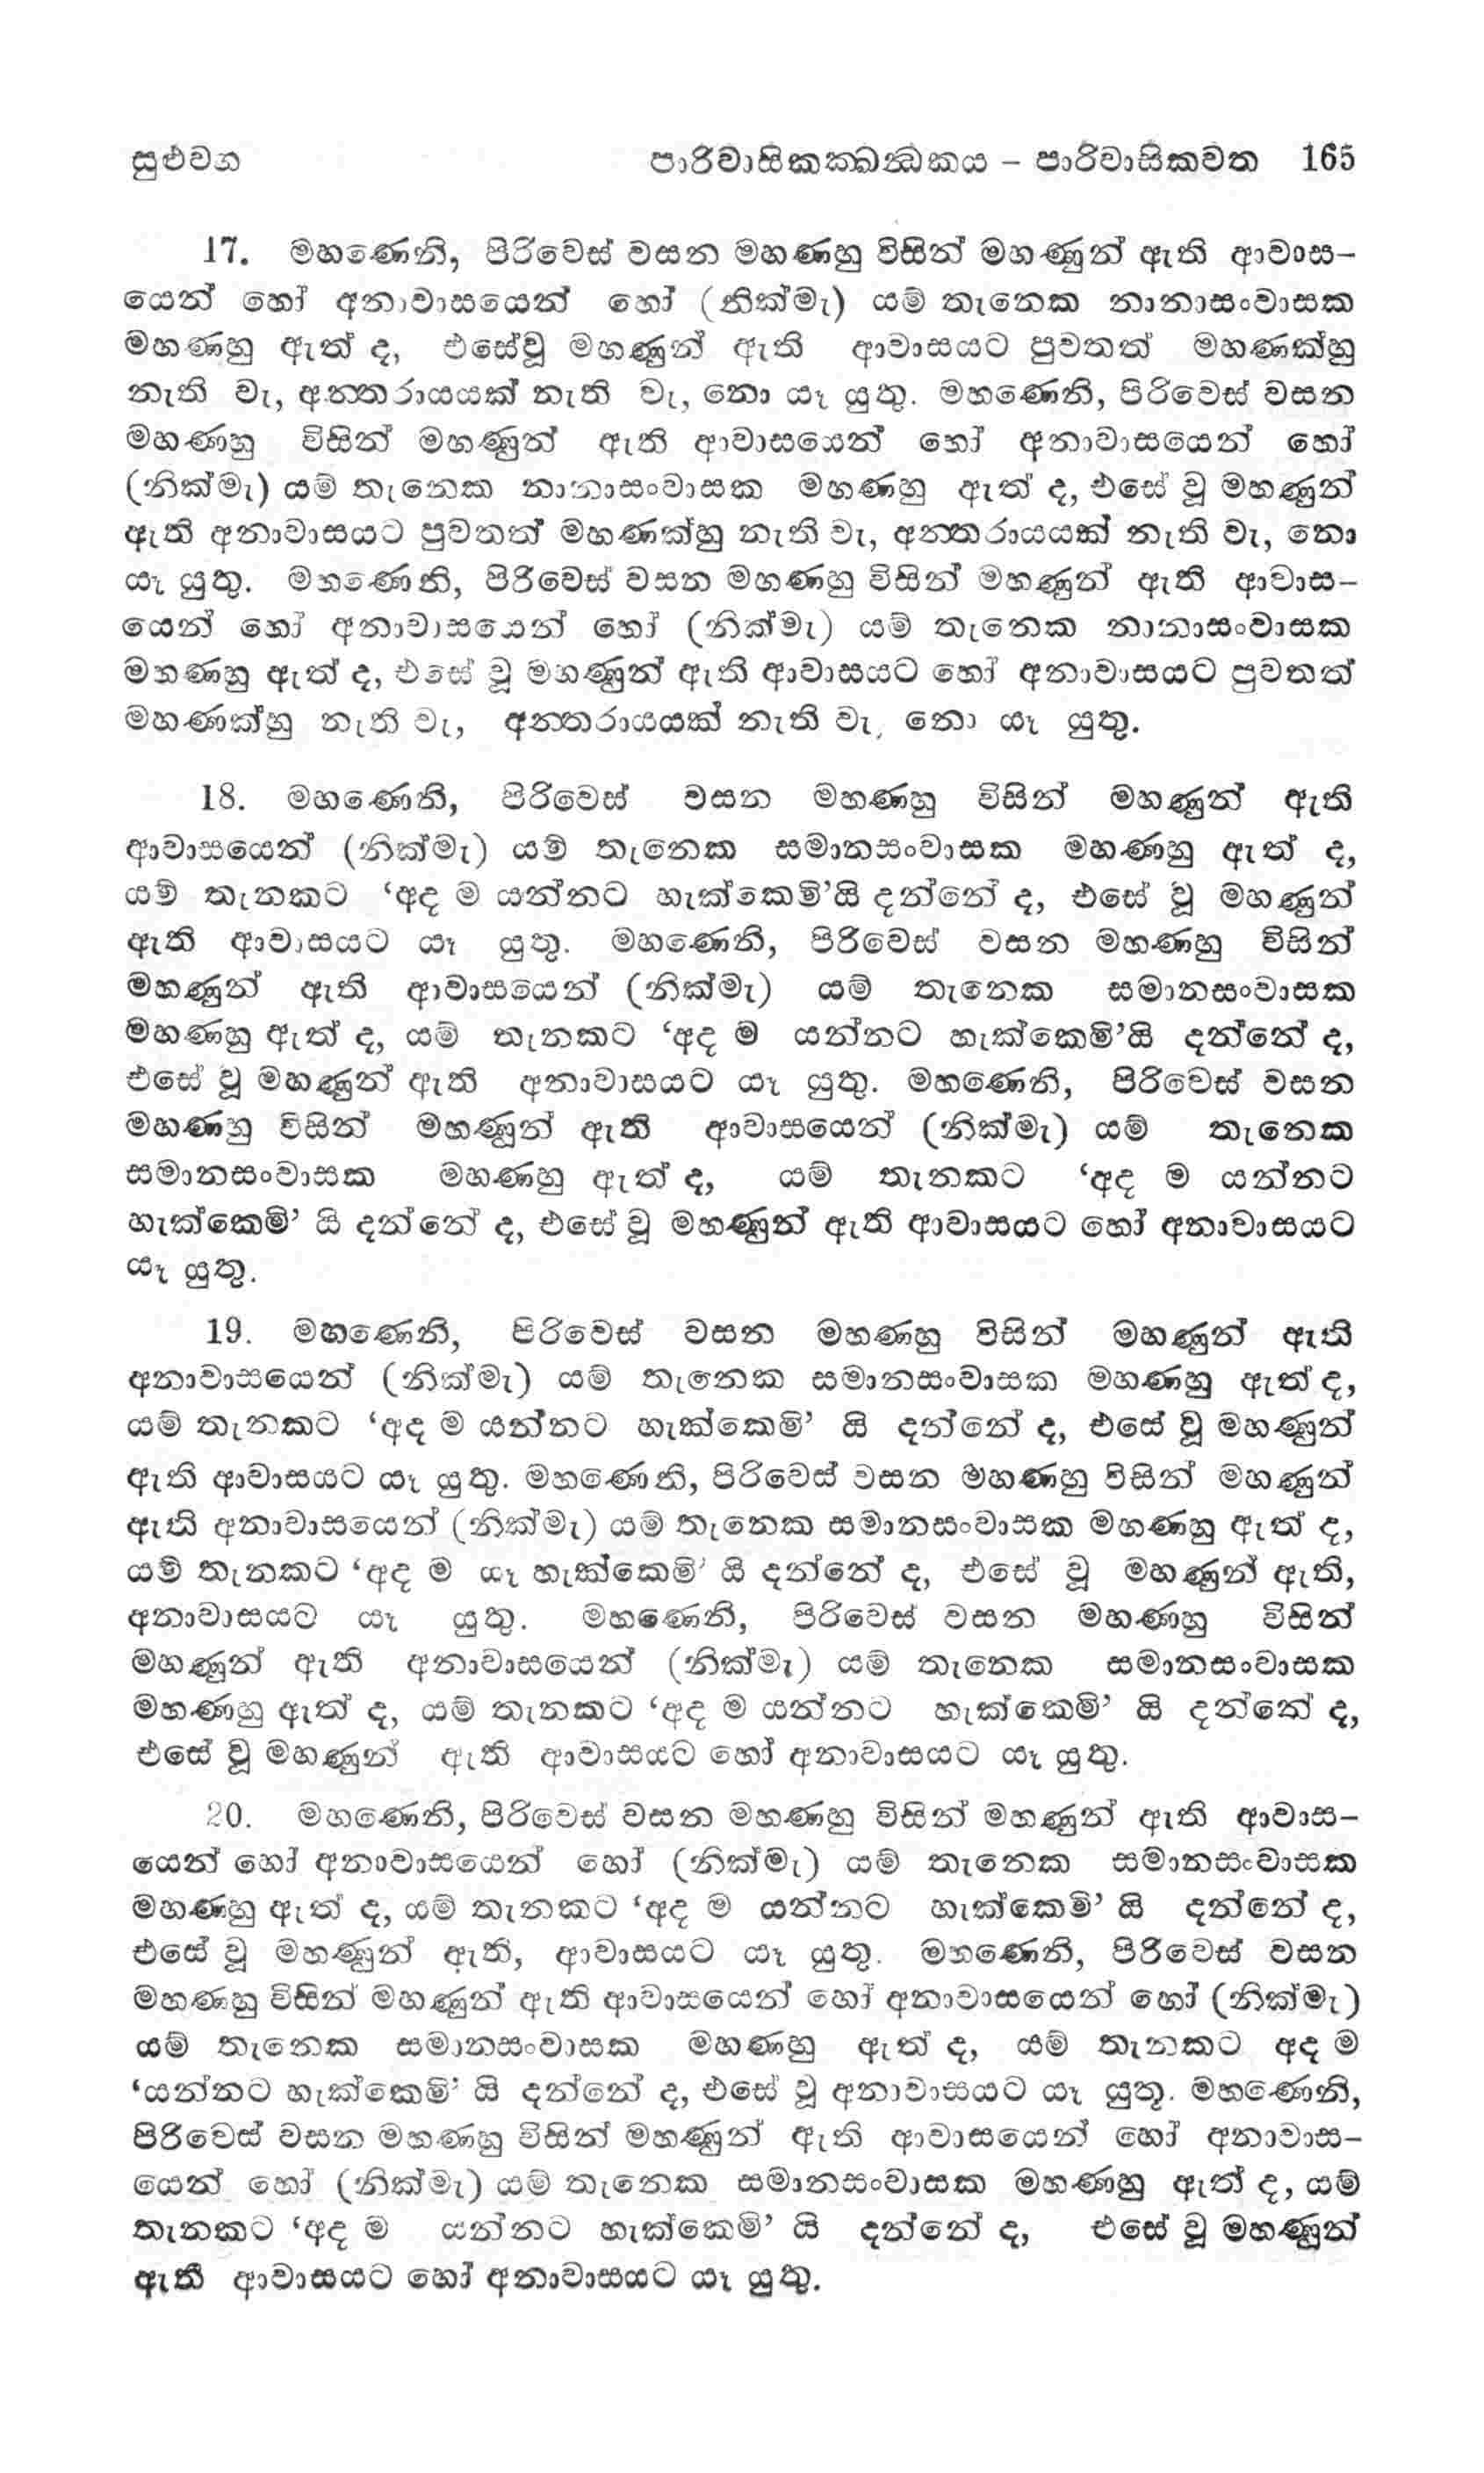 සුළුවග පාරිවාසිකක්ඛන්ධකය – පාරිවාසිකවත 165
17. මහණෙනි, පිරිවෙස් වසන මහණහු විසින් මහණුන් ඇති ආවාස–
යෙන් හෝ අනාවාසයෙන් හෝ (නික්මැ) යම් තැනෙක නානාසංවාසක
මහණහු ඇත් ද, එසේවූ මහණුන් ඇති ආවාසයට පුවතත් මහණක්හු
නැති වැ, අන්තරායයක් නැති වැ, නො යෑ යුතු. මහණෙනි, පිරිවෙස් වසන
මහණහු විසින් මහණුන් ඇති ආවාසයෙන් හෝ අනාවාසයෙන් හෝ
(නික්මැ) යම් තැනෙක නානාසංවාසක මහණහු ඇත් ද, එසේ වූ මහණුන්
ඇති අනාවාසයට පුවතත් මහණක්හු නැති වැ, අන්තරායයක් නැති වැ, නො
යෑ යුතු. මහණෙනි, පිරිවෙස් වසන මහණහු විසින් මහණුන් ඇති ආවාස–
යෙන් හෝ අනාවාසයෙන් හෝ (නික්මැ) යම් තැනෙක නානාසංවාසක
මහණහු ඇත් ද, එසේ වූ මහණුන් ඇති ආවාසයට හෝ අනාවාසයට පුවතත්
මහණක්හු නැති වැ, අන්තරායයක් නැති වැ, නො යෑ යුතු.
18. මහණෙනි, පිරිවෙස් වසන මහණහු විසින් මහණුන් ඇති
ආවාසයෙන් (නික්මැ) යම් තැනෙක සමානසංවාසක මහණහු ඇත් ද,
යම් තැනකට ‘අද ම යන්නට හැක්කෙමි’යි දන්නේ ද, එසේ වූ මහණුන්
ඇති ආවාසයට යෑ යුතු. මහණෙනි, පිරිවෙස් වසන මහණහු විසින්
මහණුන් ඇති ආවාසයෙන් (නික්මැ) යම් තැනෙක සමානසංවාසක
මහණහු ඇත් ද, යම් තැනකට ‘අද ම යන්නට හැක්කෙමි’යි දන්නේ ද,
එසේ වූ මහණුන් ඇති අනාවාසයට යෑ යුතු. මහණෙනි, පිරිවෙස් වසන
මහණහු විසින් මහණුන් ඇති ආවාසයෙන් (නික්මැ) යම් තැනෙක
සමානසංවාසක මහණහු ඇත් ද, යම් තැනකට ‘අද ම යන්නට
හැක්කෙමි’ යි දන්නේ ද, එසේ වූ මහණුන් ඇති ආවාසයට හෝ අනාවාසයට
යෑ යුතු.
19. මහණෙනි, පිරිවෙස් වසන මහණහු විසින් මහණුන් ඇති
අනාවාසයෙන් (නික්මැ) යම් තැනෙක සමානසංවාසක මහණහු ඇත් ද,
යම් තැනකට ‘අද ම යන්නට හැක්කෙමි’ යි දන්නේ ද, එසේ වූ මහණුන්
ඇති ආවාසයට යෑ යුතු. මහණෙනි, පිරිවෙස් වසන මහණහු විසින් මහණුන්
ඇති අනාවාසයෙන් (නික්මැ) යම් තැනෙක සමානසංවාසක මහණහු ඇත් ද,
යම් තැනකට ‘අද ම යෑ හැක්කෙමි’ යි දන්නේ ද, එසේ වූ මහණුන් ඇති,
අනාවාසයට යෑ යුතු. මහණෙනි, පිරිවෙස් වසන මහණහු විසින්
මහණුන් ඇති අනාවාසයෙන් (නික්මැ) යම් තැනෙක සමානසංවාසක
මහණහු ඇත් ද, යම් තැනකට ‘අද ම යන්නට හැක්කෙමි’ යි දන්නේ ද,
එසේ වූ මහණුන් ඇති ආවාසයට හෝ අනාවාසයට යෑ යුතු.
20. මහණෙනි, පිරිවෙස් වසන මහණහු විසින් මහණුන් ඇති ආවාස–
යෙන් හෝ අනාවාසයෙන් හෝ (නික්මැ) යම් තැනෙක සමානසංවාසක
මහණහු ඇත් ද, යම් තැනකට ‘අද ම යන්නට හැක්කෙමි’ යි දන්නේ ද,
එසේ වූ මහණුන් ඇති, ආවාසයට යෑ යුතු. මහණෙනි, පිරිවෙස් වසන
මහණහු විසින් මහණුන් ඇති ආවාසයෙන් හෝ අනාවාසයෙන් හෝ (නික්මැ)
යම් තැනෙක සමානසංවාසක මහණහු ඇත් ද, යම් තැනකට අද ම
‘යන්නට හැක්කෙමි’ යි දන්නේ ද, එසේ වූ අනාවාසයට යෑ යුතූ. මහණෙනි,
පිරිවෙස් වසන මහණහු විසින් මහණුන් ඇති ආවාසයෙන් හෝ අනාවාස–
යෙන් හෝ (නික්මැ) යම් තැනෙක සමානසංවාසක මහණහු ඇත් ද, යම්
තැනකට ‘අද ම යන්නට හැක්කෙමි’ යි දන්නේ ද, එසේ වූ මහණුන්
ඇති ආවාසයට හෝ අනාවාසයට යෑ යුතු.